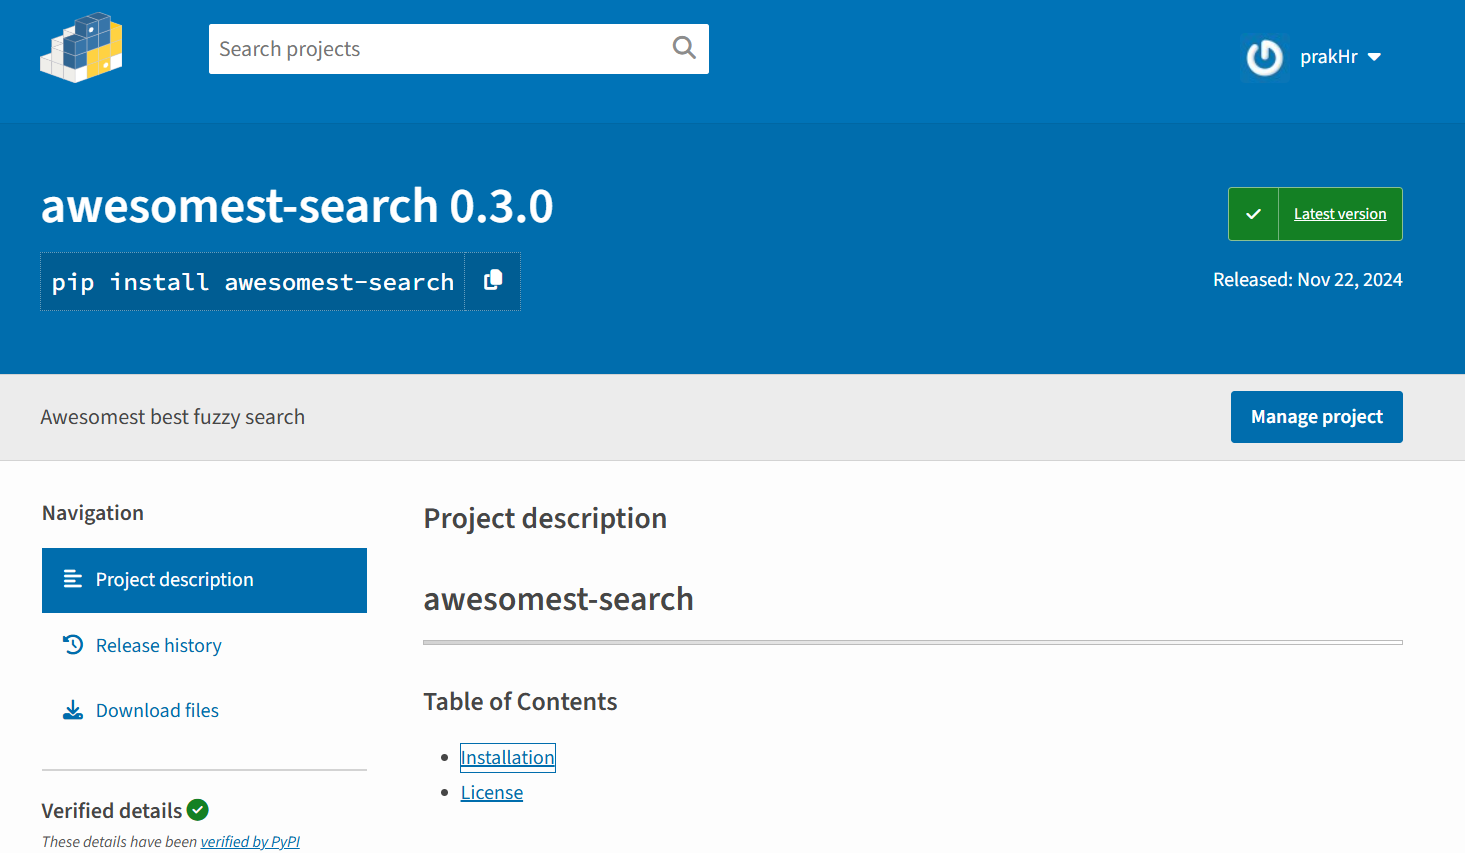 Search projects
prakHr
awesomest-search 0.3.0
Latest version
pip install awesomest-search
Released: Nov 22, 2024
Awesomest best fuzzy search
Manage project
Navigation
Project description
Release history
Download files
Verified details
These details have been verified by PyPI
Project description
awesomest-search
Table of Contents
Installation
License